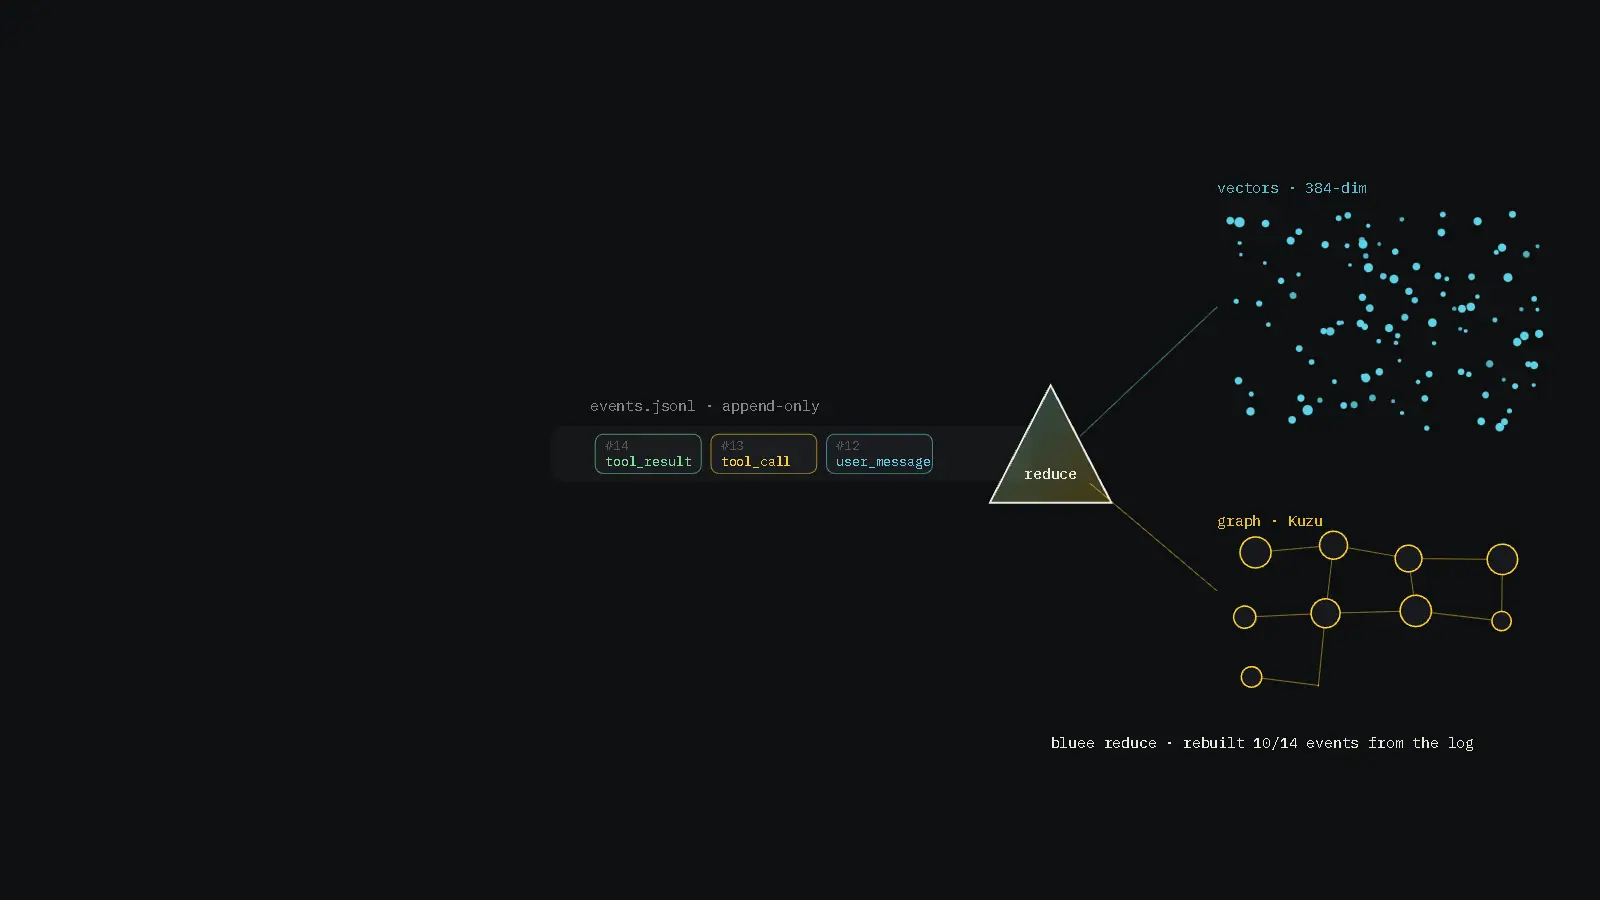 vectors · 384-dim
events.jsonl · append-only
#14
tool_result
#13
tool_call
#12
user_message
reduce
graph · Kuzu
bluee reduce · rebuilt 10/14 events from the log